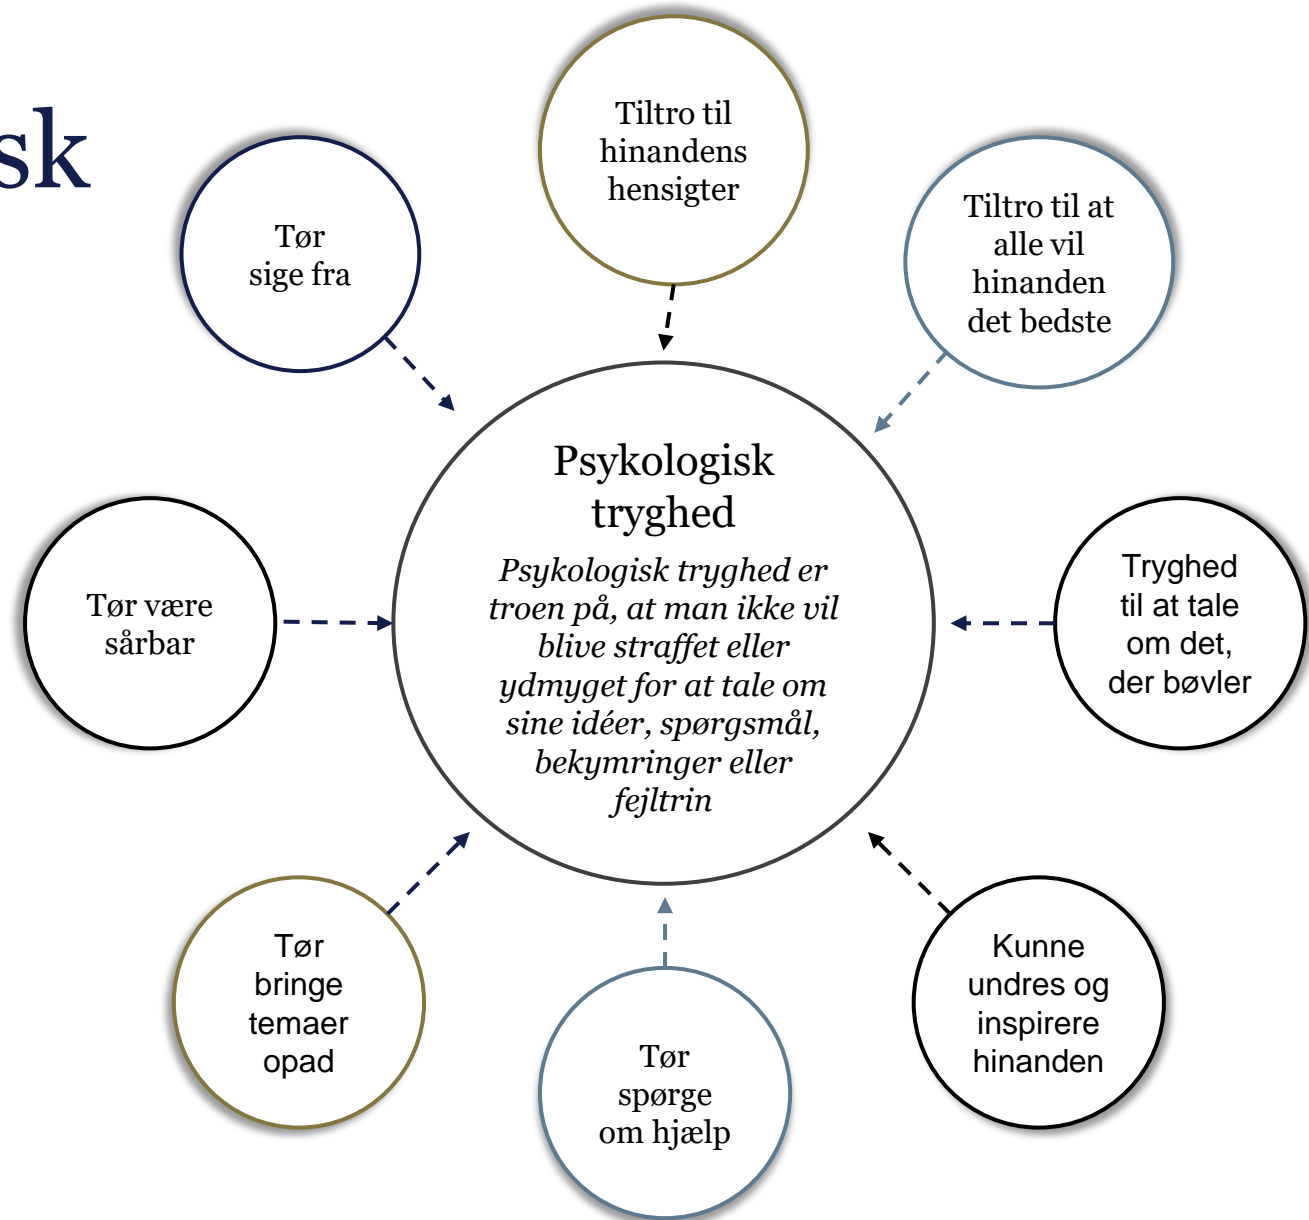 sk
Tiltro til
hinandens
hensigter
Tør
sige fra
Tiltro til at
alle vil
hinanden
det bedste
Psykologisk
tryghed
Psykologisk tryghed er
troen på, at man ikke vil
blive straffet eller
ydmyget for at tale om
sine idéer, spørgsmål,
bekymringer eller
fejltrin
Tør være
sårbar
Tryghed
til at tale
om det,
der bøvler
Tør
bringe
temaer
opad
Tør
spørge
om hjælp
Kunne
undres og
inspirere
hinanden